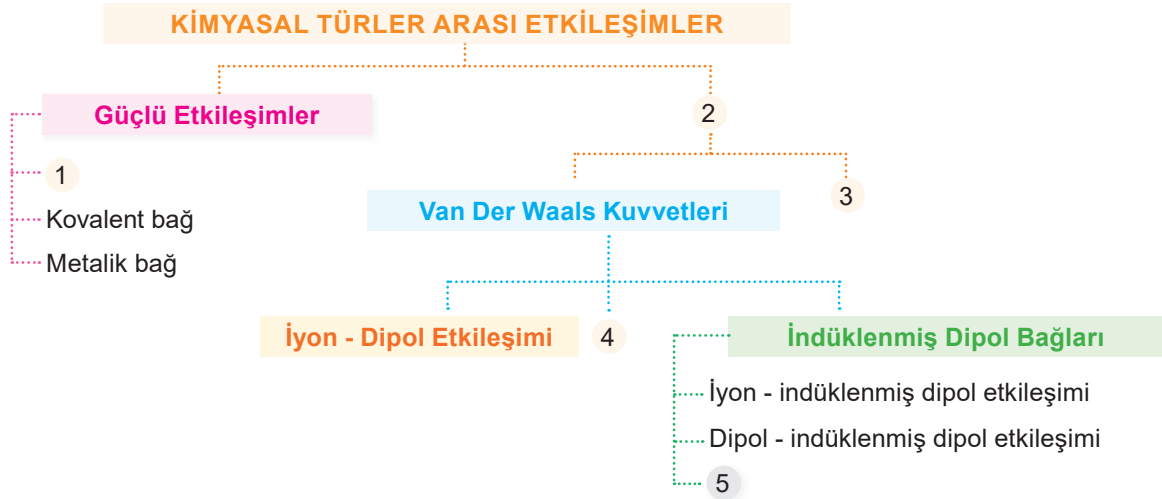 KİMYASAL TÜRLER ARASI ETKİLEŞİMLER
Güçlü Etkileşimler
2
1
3
Kovalent bağ
Van Der Waals Kuvvetleri
Metalik bağ
İyon - Dipol Etkileşimi
4
İndüklenmiş Dipol Bağları
İyon - indüklenmiş dipol etkileşimi
Dipol - indüklenmiş dipol etkileşimi
5